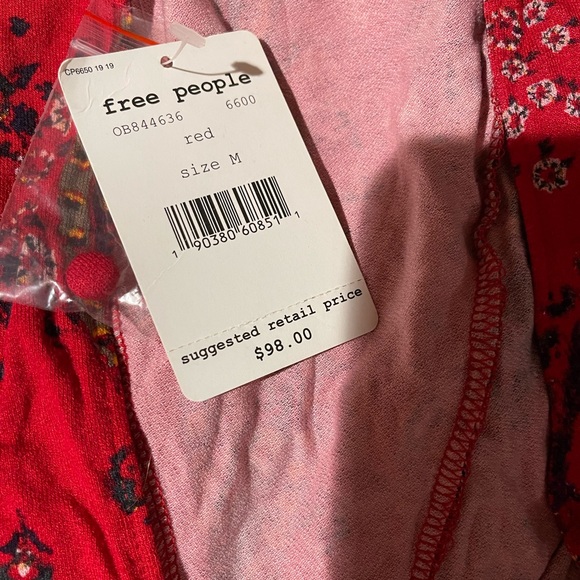 CP6650 19 19
free people
OB844636 6600
red
size M
1 90380 60851 1
suggested retail price
$98.00